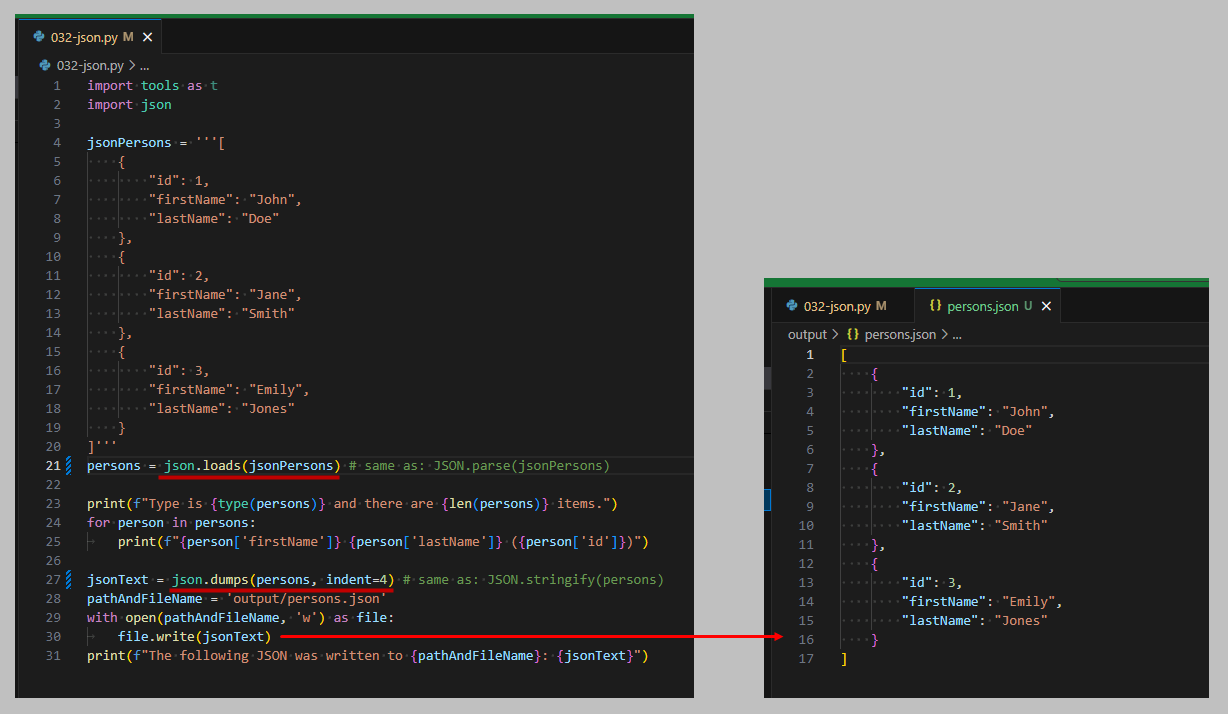 032-json.py M ×
032-json.py > ...
1 import tools as t
2 import json
3
4 jsonPersons = '''[
5     {
6         "id": 1,
7         "firstName": "John",
8         "lastName": "Doe"
9     },
10     {
11         "id": 2,
12         "firstName": "Jane",
13         "lastName": "Smith"
14     },
15     {
16         "id": 3,
17         "firstName": "Emily",
18         "lastName": "Jones"
19     }
20 ]'''
21 persons = json.loads(jsonPersons) # same as: JSON.parse(jsonPersons)
22
23 print(f"Type is {type(persons)} and there are {len(persons)} items.")
24 for person in persons:
25     print(f"{person['firstName']} {person['lastName']} ({person['id']})")
26
27 jsonText = json.dumps(persons, indent=4) # same as: JSON.stringify(persons)
28 pathAndFileName = 'output/persons.json'
29 with open(pathAndFileName, 'w') as file:
30     file.write(jsonText)
31 print(f"The following JSON was written to {pathAndFileName}: {jsonText}")
032-json.py M {} persons.json U ×
output > {} persons.json > ...
1 [
2     {
3         "id": 1,
4         "firstName": "John",
5         "lastName": "Doe"
6     },
7     {
8         "id": 2,
9         "firstName": "Jane",
10         "lastName": "Smith"
11     },
12     {
13         "id": 3,
14         "firstName": "Emily",
15         "lastName": "Jones"
16     }
17 ]